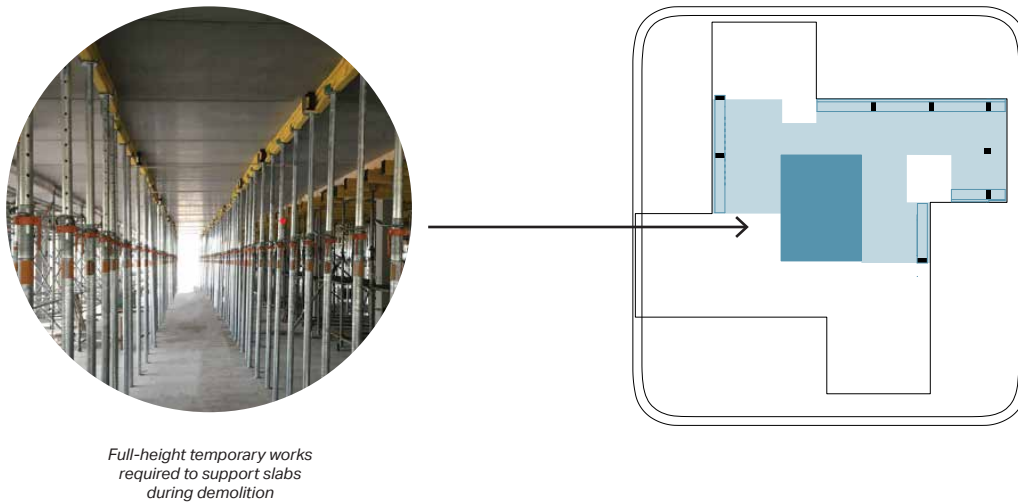 Full-height temporary works
required to support slabs
during demolition